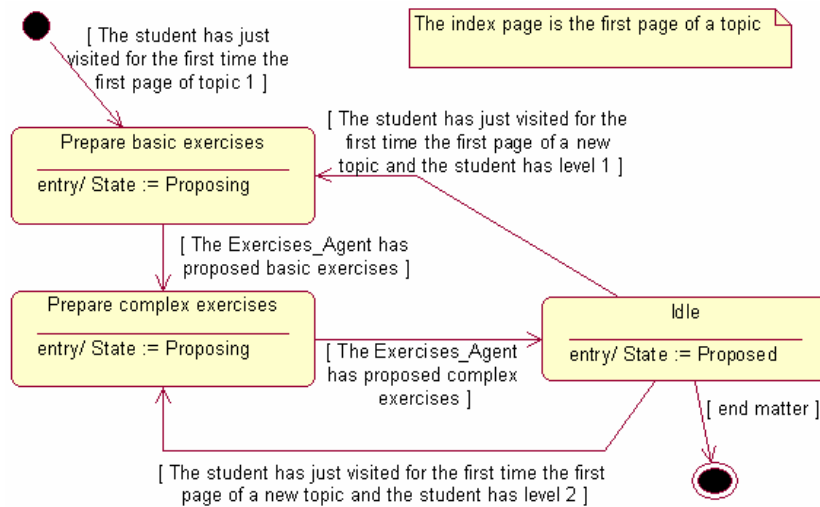 [ The student has just
visited for the first time the
first page of topic 1 ]
The index page is the first page of a topic
[ The student has just visited for the
first time the first page of a new
topic and the student has level 1 ]
Prepare basic exercises
entry/ State := Proposing
[ The Exercises_Agent has
proposed basic exercises ]
Prepare complex exercises
entry/ State := Proposing
[ The Exercises_Agent
has proposed complex
exercises ]
Idle
entry/ State := Proposed
[ end matter ]
[ The student has just visited for the first time the first
page of a new topic and the student has level 2 ]